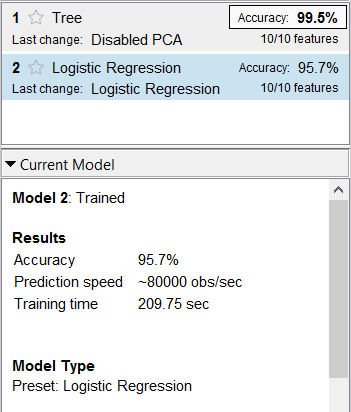 1 Tree Accuracy: 99.5%
Last change: Disabled PCA 10/10 features
2 Logistic Regression Accuracy: 95.7%
Last change: Logistic Regression 10/10 features
Current Model
Model 2: Trained
Results
Accuracy 95.7%
Prediction speed ~80000 obs/sec
Training time 209.75 sec
Model Type
Preset: Logistic Regression